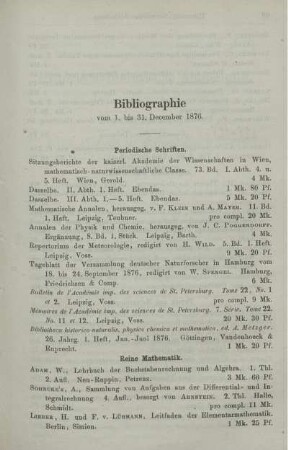 Bibliographie
vom 1. bis 31. December 1876.
Periodische Schriften.
Sitzungsberichte der kaiserl. Akademie der Wissenschaften in Wien,
mathematisch-naturwissenschaftliche Classe. 73. Bd. 1. Abth. 4. u.
5. Heft. Wien, Gerold. 4 Mk.
Dasselbe. II. Abth. 1. Heft. Ebendas. 1 Mk. 80 Pf.
Dasselbe. III. Abth. 1.—5. Heft. Ebendas. 5 Mk. 20 Pf.
Mathematische Annalen, herausgeg. v. F. KLEIN und A. MAYER. 11. Bd.
1. Heft. Leipzig, Teubner. pro compl. 20 Mk.
Annalen der Physik und Chemie, herausgeg. von J. C. POGGENDORFF.
Ergänzung, 8. Bd. 1. Stück. Leipzig, Barth. 4 Mk.
Repertorium der Meteorologie, redigirt von H. WILD. 5. Bd. 1. Heft.
Leipzig, Voss. 9 Mk. 20 Pf.
Tageblatt der Versammlung deutscher Naturforscher in Hamburg vom
18. bis 24. September 1876, redigirt von W. Hamburg,
Friedrichsen & Comp. 6 Mk.
Bulletin de l'Académie imp. des sciences de St. Petersburg. Tome 22, No. 1
et 2. Leipzig, Voss. pro compl. 9 Mk.
Mémoires de l'Académie imp. des sciences de St. Petersburg. 7. Série. Tome 22.
No. 11 et 12. Leipzig, Voss. 2 Mk. 20 Pf.
Bibliotheca historico-naturalis, physico-chemica et mathematica, ed. A. Metzger.
26. Jahrg. 1. Heft, Jan.-Juni 1876. Göttingen, Vandenhoeck &
Ruprecht. 1 Mk. 20 Pf.
Reine Mathematik.
ADAM, W., Lehrbuch der Buchstabenrechnung und Algebra. 1. Thl.
2. Aufl. Neu-Ruppin, Petrenz. 3 Mk. 60 Pf.
SOHNCKE'S, A., Sammlung von Aufgaben aus der Differential- und In-
tegralrechnung 4. Aufl., besorgt von AMSTEIN. 2. Thl. Halle,
Schmidt. pro compl. 11 Mk.
LIEBER, H. und F. v. LÜHMANN, Leitfaden der Elementarmathematik.
Berlin, Simion. 1 Mk. 25 Pf.